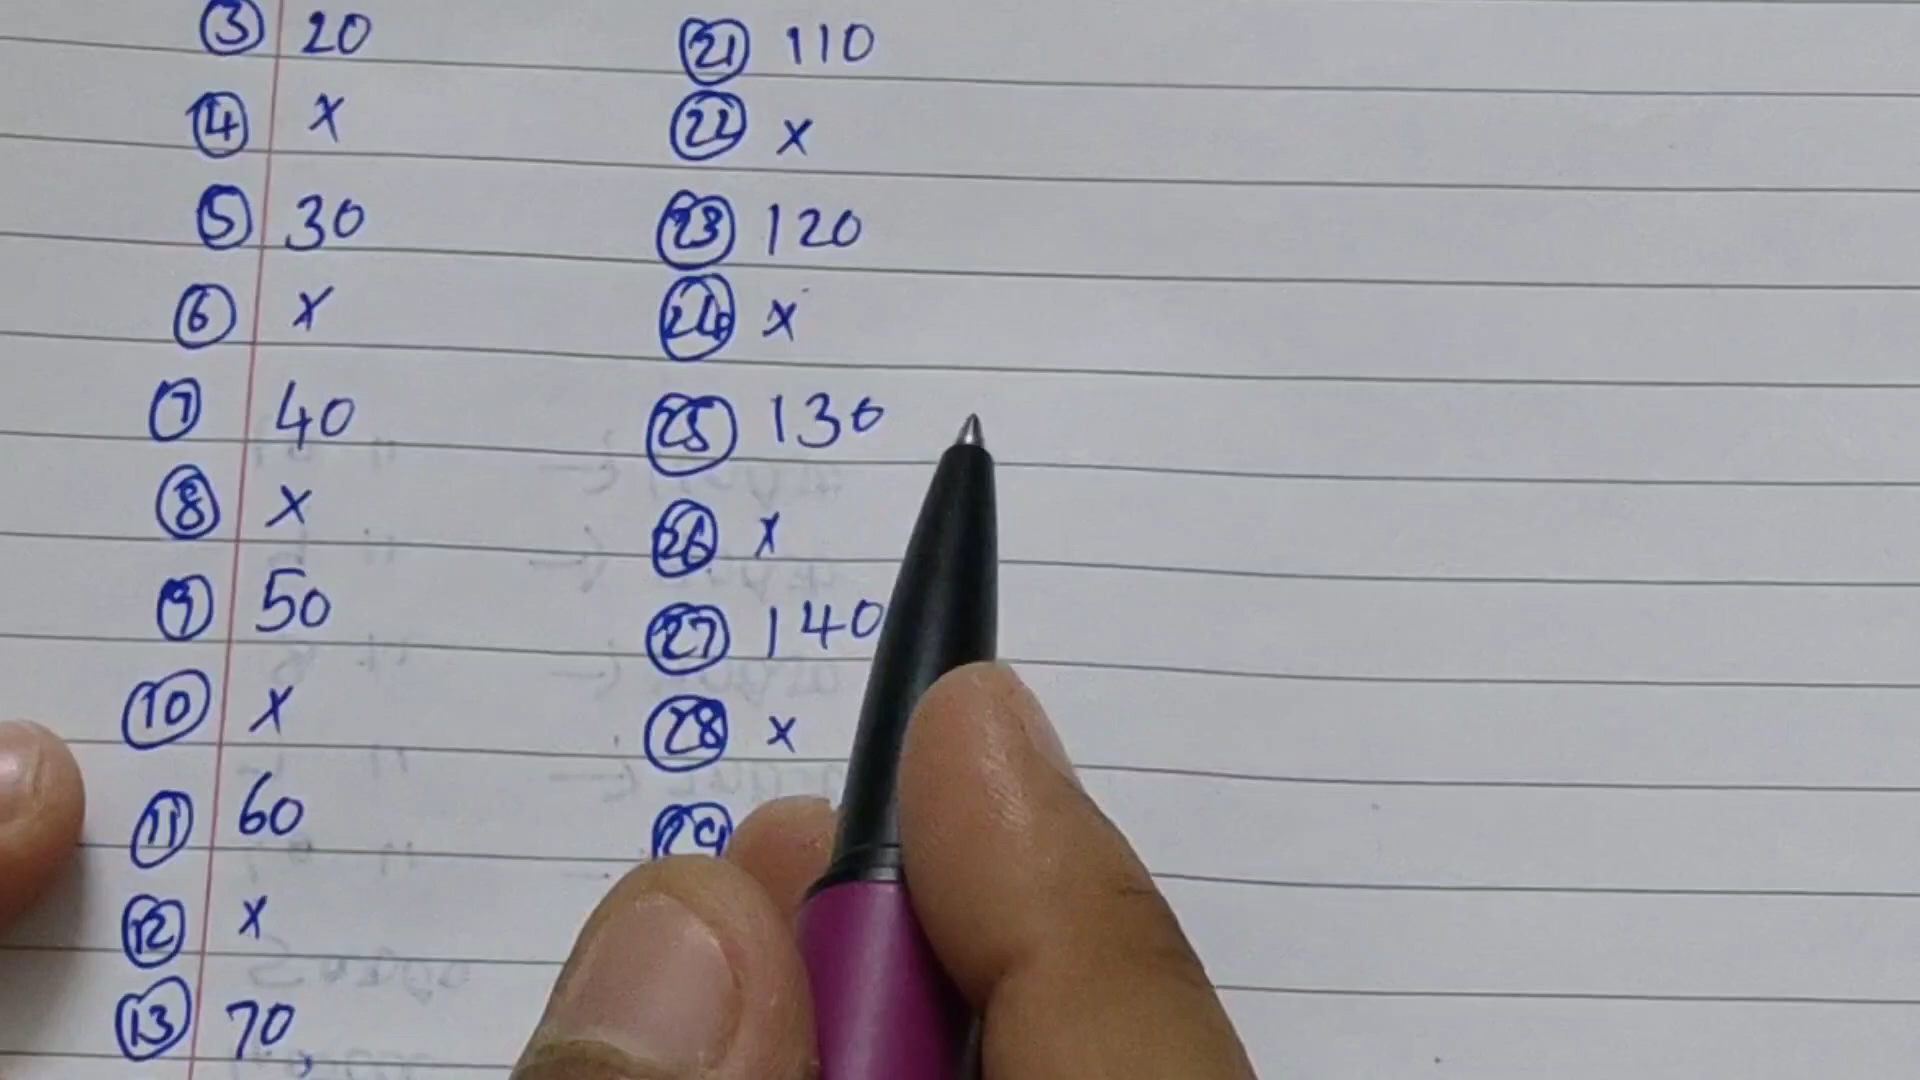 ③ 20
④ x
⑤ 30
⑥ x
⑦ 40
⑧ x
⑨ 50
⑩ x
⑪ 60
⑫ x
⑬ 70
㉑ 110
㉒ x
㉓ 120
㉔ x
㉕ 130
㉖ x
㉗ 140
㉘ x
㉙